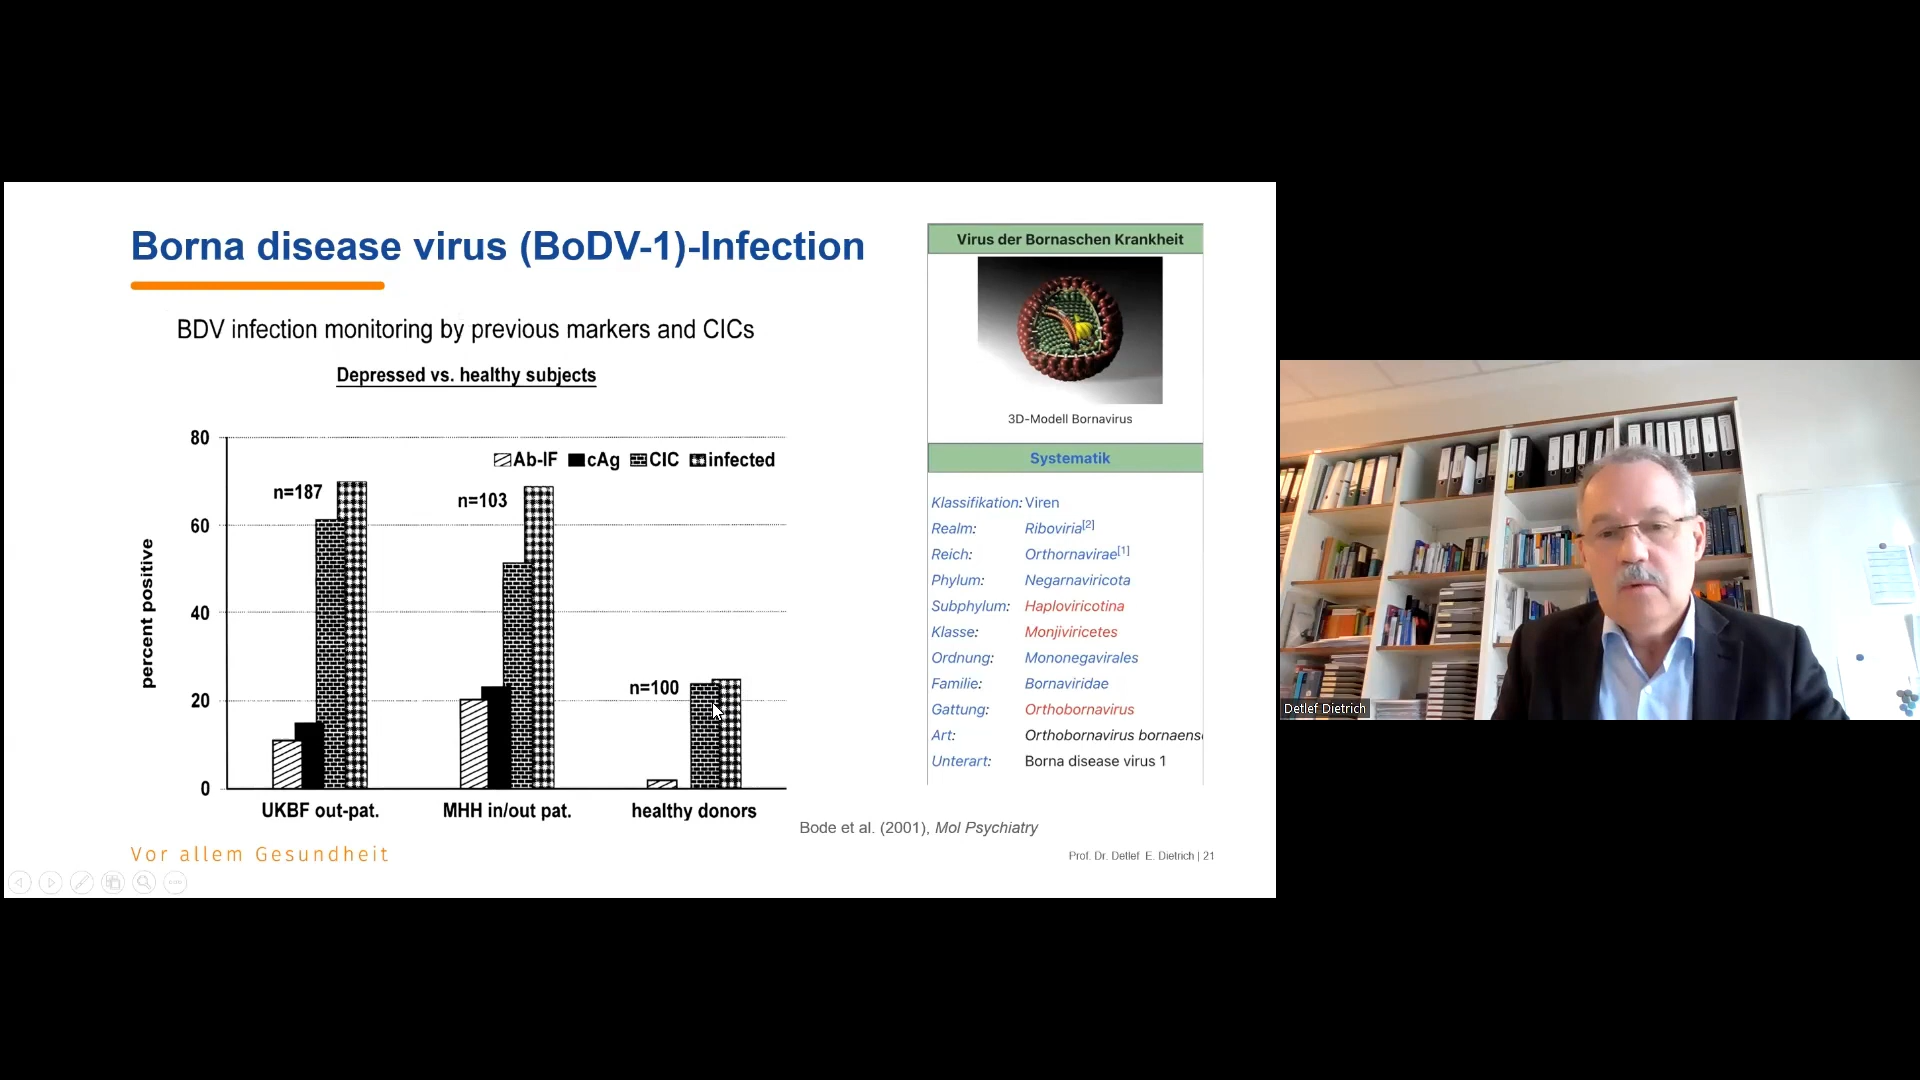 Borna disease virus (BoDV-1)-Infection
BDV infection monitoring by previous markers and CICs
Depressed vs. healthy subjects
80
60
40
20
0
percent positive
Ab-IF cAg CIC infected
n=187
n=103
n=100
UKBF out-pat. MHH in/out pat. healthy donors
Virus der Bornaschen Krankheit
3D-Modell Bornavirus
Systematik
Klassifikation: Viren
Realm: Riboviria[2]
Reich: Orthornavirae[1]
Phylum: Negarnaviricota
Subphylum: Haploviricotina
Klasse: Monjiviricetes
Ordnung: Mononegavirales
Familie: Bornaviridae
Gattung: Orthobornavirus
Art: Orthobornavirus bornaens
Unterart: Borna disease virus 1
Bode et al. (2001), Mol Psychiatry
Vor allem Gesundheit
Prof. Dr. Detlef E. Dietrich | 21
Detlef Dietrich